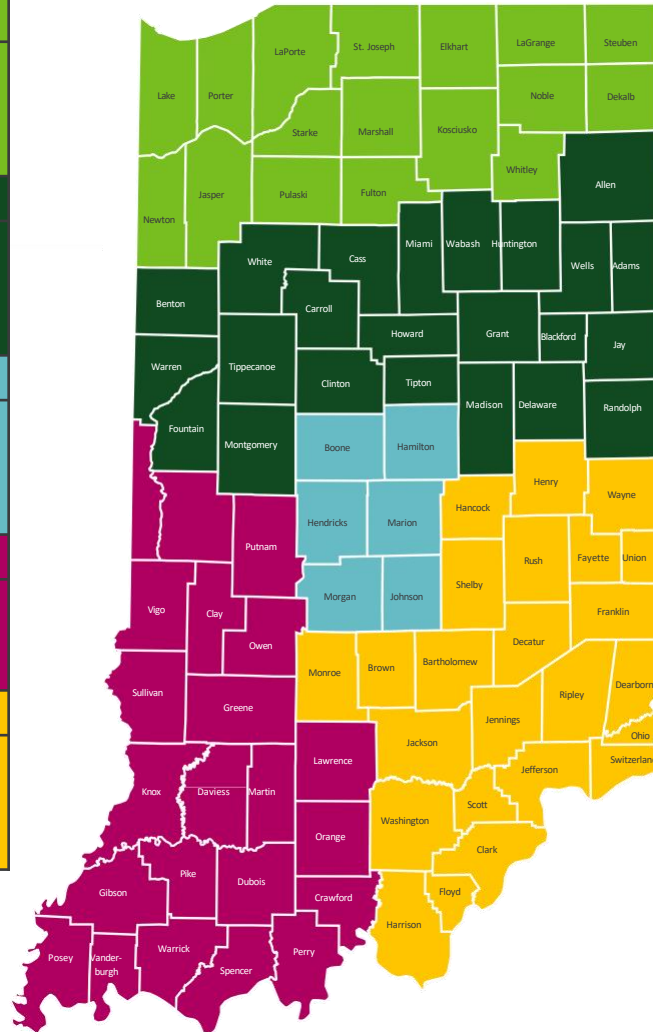 LaGrange
Steuben
St. Joseph
Elkhart
LaPorte
Lake
Porter
Noble
Dekalb
Starke
Marshall
Kosciusko
Whitley
Allen
Newton
Jasper
Pulaski
Fulton
Miami
Wabash
Huntington
White
Cass
Wells
Adams
Benton
Carroll
Howard
Grant
Blackford
Jay
Warren
Tippecanoe
Clinton
Tipton
Madison
Delaware
Randolph
Fountain
Montgomery
Boone
Hamilton
Henry
Wayne
Hancock
Hendricks
Marion
Putnam
Rush
Fayette
Union
Shelby
Morgan
Johnson
Vigo
Clay
Franklin
Owen
Decatur
Monroe
Brown
Bartholomew
Sullivan
Greene
Ripley
Dearborn
Jennings
Ohio
Jackson
Lawrence
Jefferson
Switzerlan
Knox
Daviess
Martin
Scott
Washington
Orange
Clark
Pike
Dubois
Gibson
Crawford
Floyd
Harrison
Posey
Vander-
burgh
Warrick
Spencer
Perry